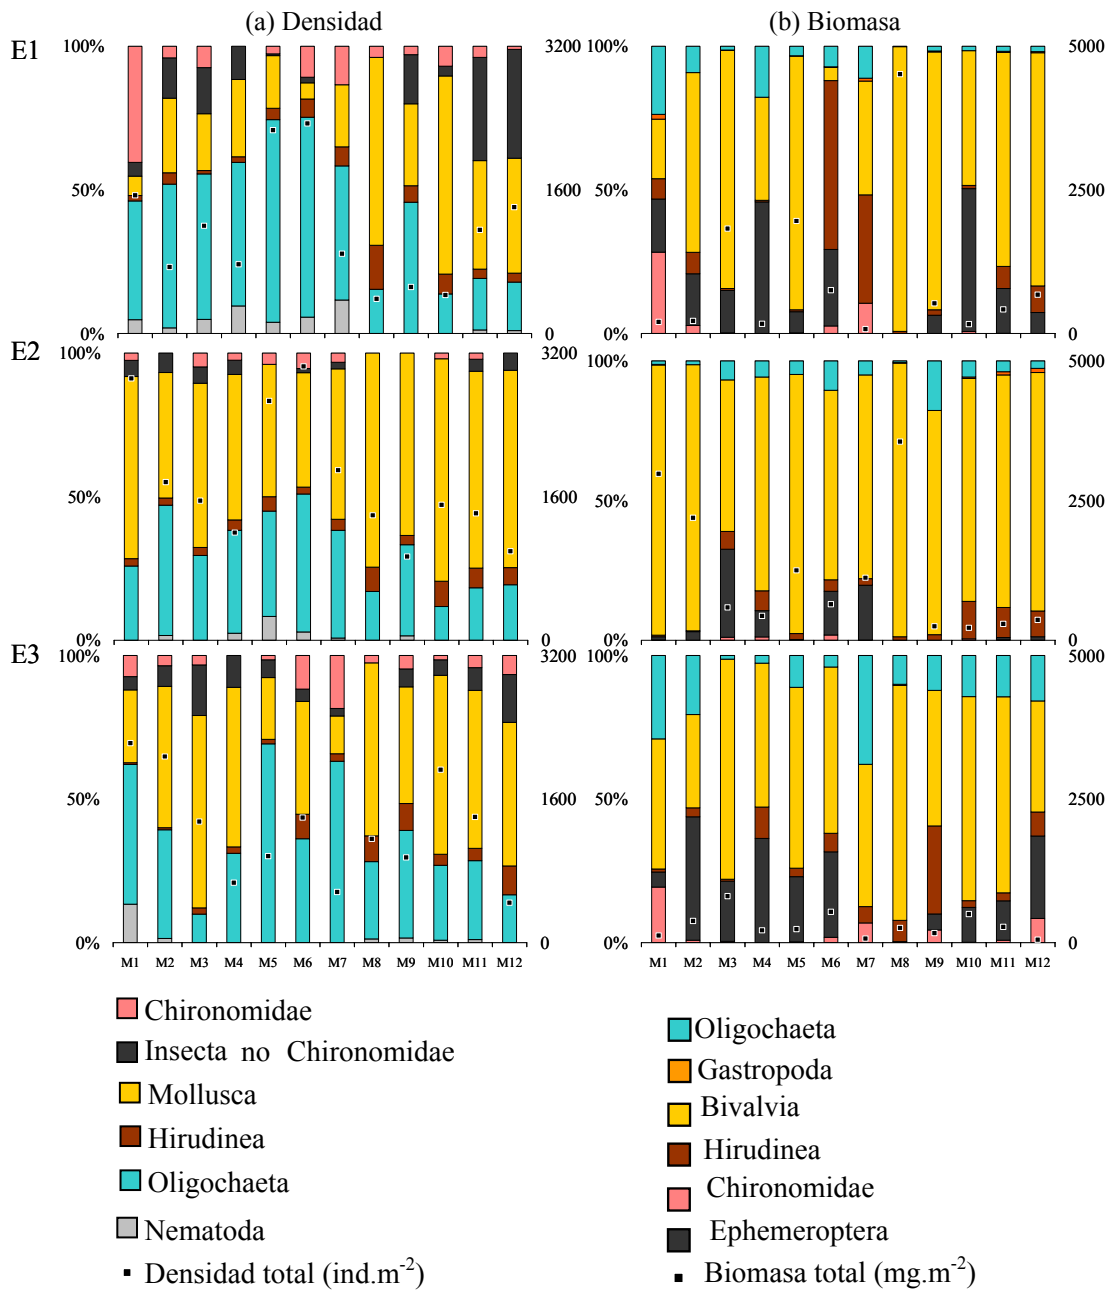 (a) Densidad
(b) Biomasa
E1
100%
50%
0%
3200
1600
0
100%
50%
0%
5000
2500
0
E2
100%
50%
0%
3200
1600
0
100%
50%
0%
5000
2500
0
E3
100%
50%
0%
3200
1600
0
100%
50%
0%
5000
2500
0
M1 M2 M3 M4 M5 M6 M7 M8 M9 M10 M11 M12
M1 M2 M3 M4 M5 M6 M7 M8 M9 M10 M11 M12
Chironomidae
Insecta no Chironomidae
Mollusca
Hirudinea
Oligochaeta
Nematoda
Densidad total (ind.m⁻²)
Oligochaeta
Gastropoda
Bivalvia
Hirudinea
Chironomidae
Ephemeroptera
Biomasa total (mg.m⁻²)